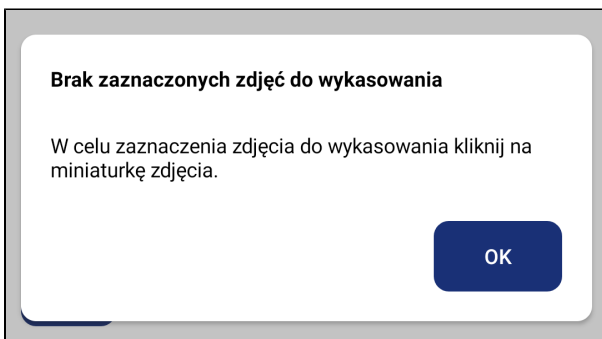 Brak zaznaczonych zdjęć do wykasowania
W celu zaznaczenia zdjęcia do wykasowania kliknij na
miniaturkę zdjęcia.
OK